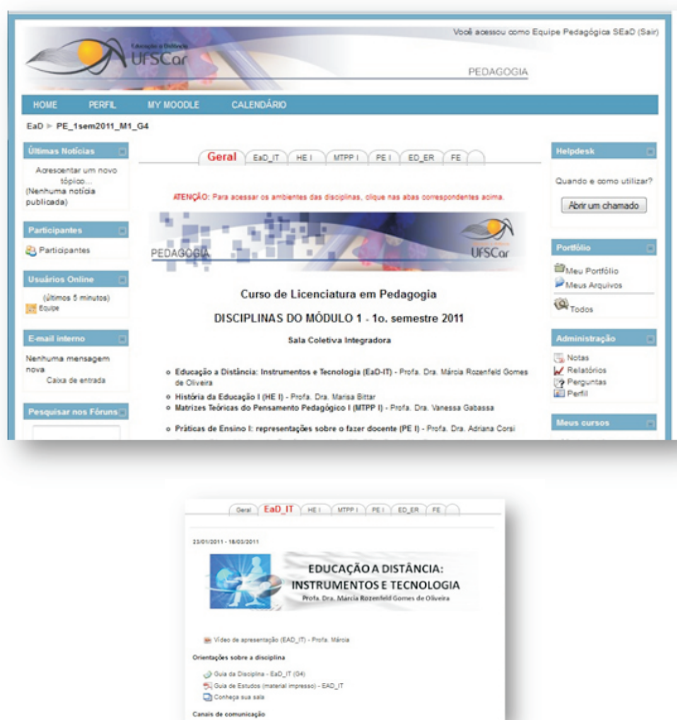 Você acessou como Equipe Pedagógica SEaD (Sair)
Educação a Distância
UFSCar
PEDAGOGIA
HOME PERFIL MY MOODLE CALENDÁRIO
EaD ► PE_1sem2011_M1_G4
Últimas Notícias
Acrescentar um novo
tópico...
(Nenhuma notícia
publicada)
Participantes
Participantes
Usuários Online
(últimos 5 minutos)
Equipe
E-mail interno
Nenhuma mensagem
nova
Caixa de entrada
Pesquisar nos Fóruns
Geral EaD_IT HE I MTPP I PE I ED_ER FE
ATENÇÃO: Para acessar os ambientes das disciplinas, clique nas abas correspondentes acima.
PEDAGOGIA
UFSCar
Curso de Licenciatura em Pedagogia
DISCIPLINAS DO MÓDULO 1 - 1o. semestre 2011
Sala Coletiva Integradora
Educação a Distância: Instrumentos e Tecnologia (EaD-IT) - Profa. Dra. Márcia Rozenfeld Gomes
de Oliveira
História da Educação I (HE I) - Profa. Dra. Marisa Bittar
Matrizes Teóricas do Pensamento Pedagógico I (MTPP I) - Profa. Dra. Vanessa Gabassa
Práticas de Ensino I: representações sobre o fazer docente (PE I) - Profa. Dra. Adriana Corsi
Helpdesk
Quando e como utilizar?
Abrir um chamado
Portfólio
Meu Portfólio
Meus Arquivos
Todos
Administração
Notas
Relatórios
Perguntas
Perfil
Meus cursos
Geral EaD_IT HE I MTPP I PE I ED_ER FE
23/01/2011 - 18/03/2011
EDUCAÇÃO A DISTÂNCIA:
INSTRUMENTOS E TECNOLOGIA
Profa. Dra. Marcia Rozenfeld Gomes de Oliveira
Vídeo de apresentação (EAD_IT) - Profa. Márcia
Orientações sobre a disciplina
Guia da Disciplina - EaD_IT (G4)
Guia de Estudos (material impresso) - EAD_IT
Conheça sua sala
Canais de comunicação